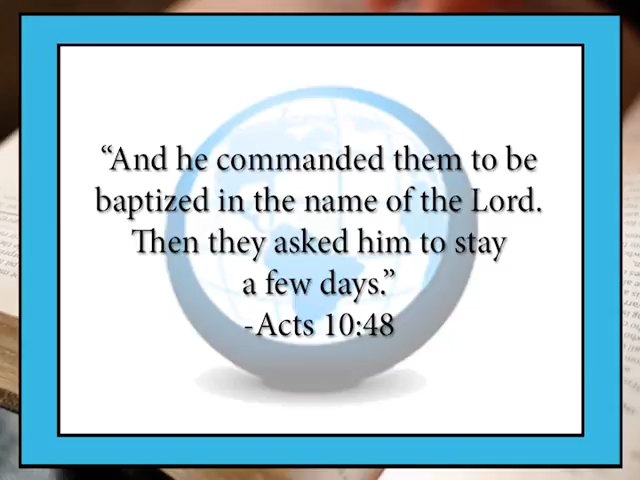 “And he commanded them to be
baptized in the name of the Lord.
Then they asked him to stay
a few days.”
-Acts 10:48